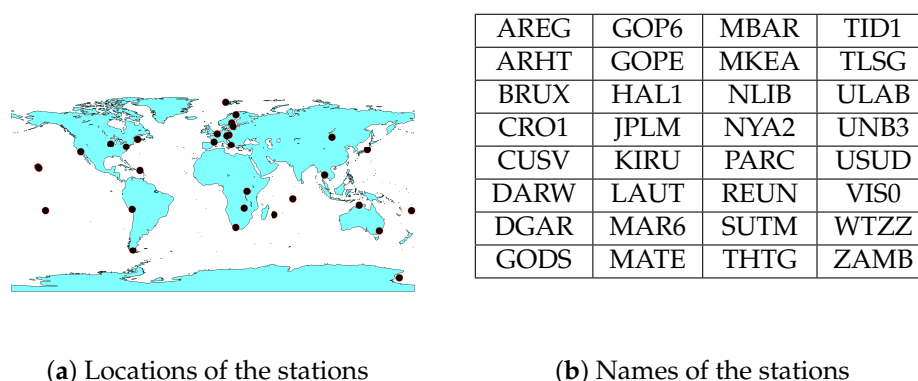 AREG GOP6 MBAR TID1
ARHT GOPE MKEA TLSG
BRUX HAL1 NLIB ULAB
CRO1 JPLM NYA2 UNB3
CUSV KIRU PARC USUD
DARW LAUT REUN VIS0
DGAR MAR6 SUTM WTZZ
GODS MATE THTG ZAMB
(a) Locations of the stations
(b) Names of the stations